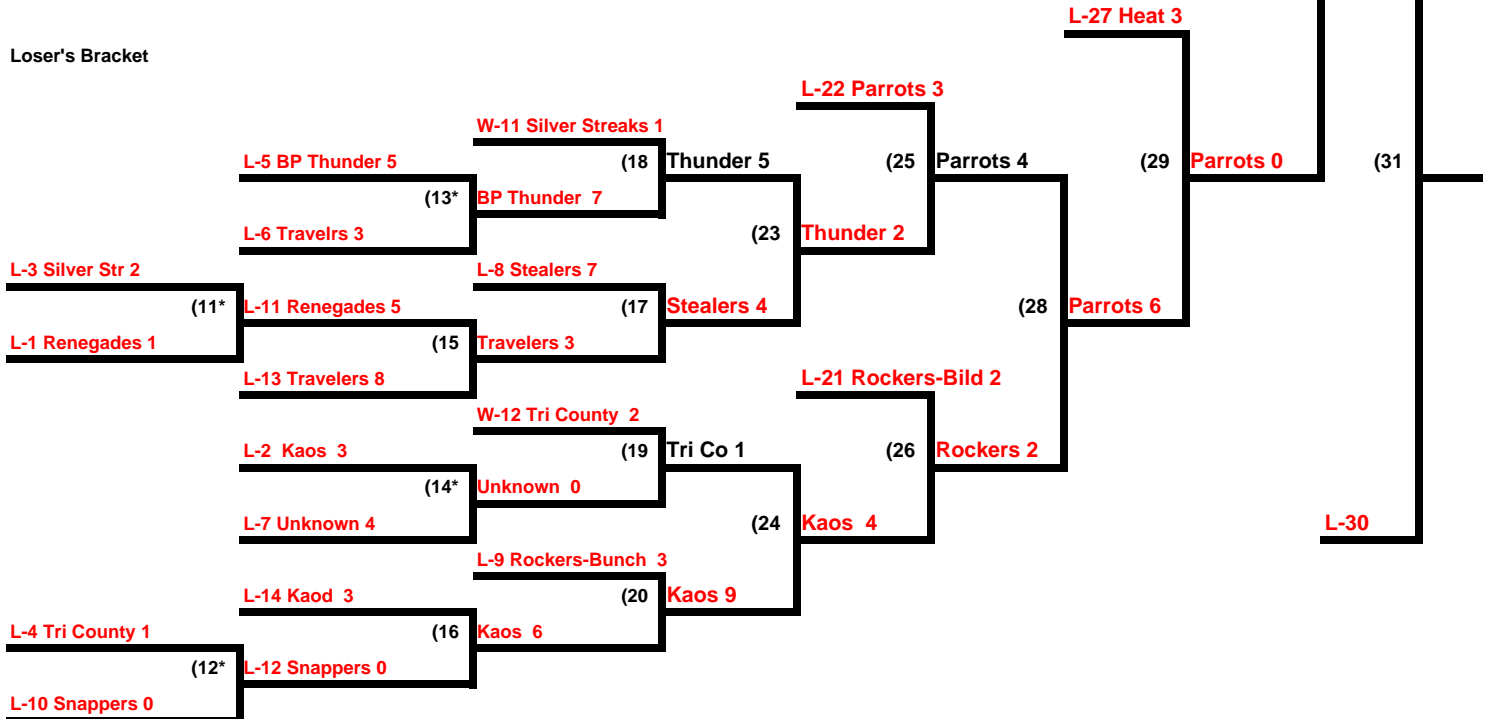 L-27 Heat 3
Loser's Bracket
L-22 Parrots 3
W-11 Silver Streaks 1
L-5 BP Thunder 5
(18
Thunder 5
(25
Parrots 4
(29
Parrots 0
(31
(13*
BP Thunder  7
L-6 Travelrs 3
(23
Thunder 2
L-3 Silver Str 2
L-8 Stealers 7
(11*
L-11 Renegades 5
(17
Stealers 4
(28
Parrots 6
L-1 Renegades 1
(15
Travelers 3
L-13 Travelers 8
L-21 Rockers-Bild 2
W-12 Tri County  2
L-2  Kaos  3
(19
Tri Co 1
(26
Rockers 2
(14*
Unknown  0
L-7 Unknown 4
(24
Kaos  4
L-30
L-9 Rockers-Bunch  3
L-14 Kaod  3
(20
Kaos 9
L-4 Tri County 1
(16
Kaos  6
(12*
L-12 Snappers 0
L-10 Snappers 0